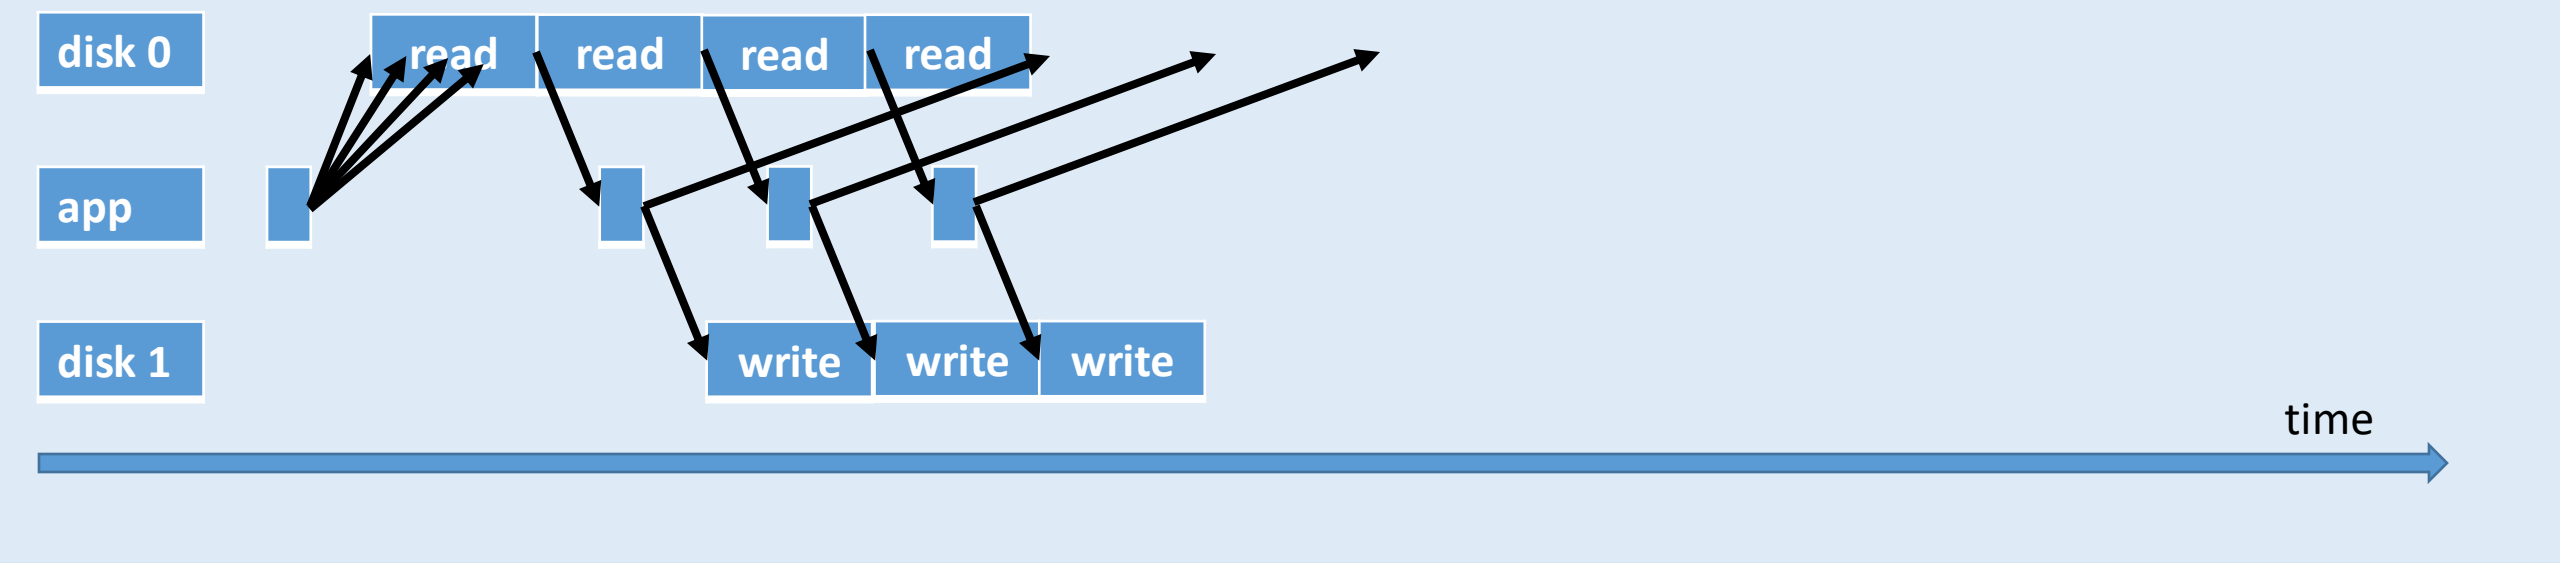 disk 0
read read read read
app
disk 1
write write write
time